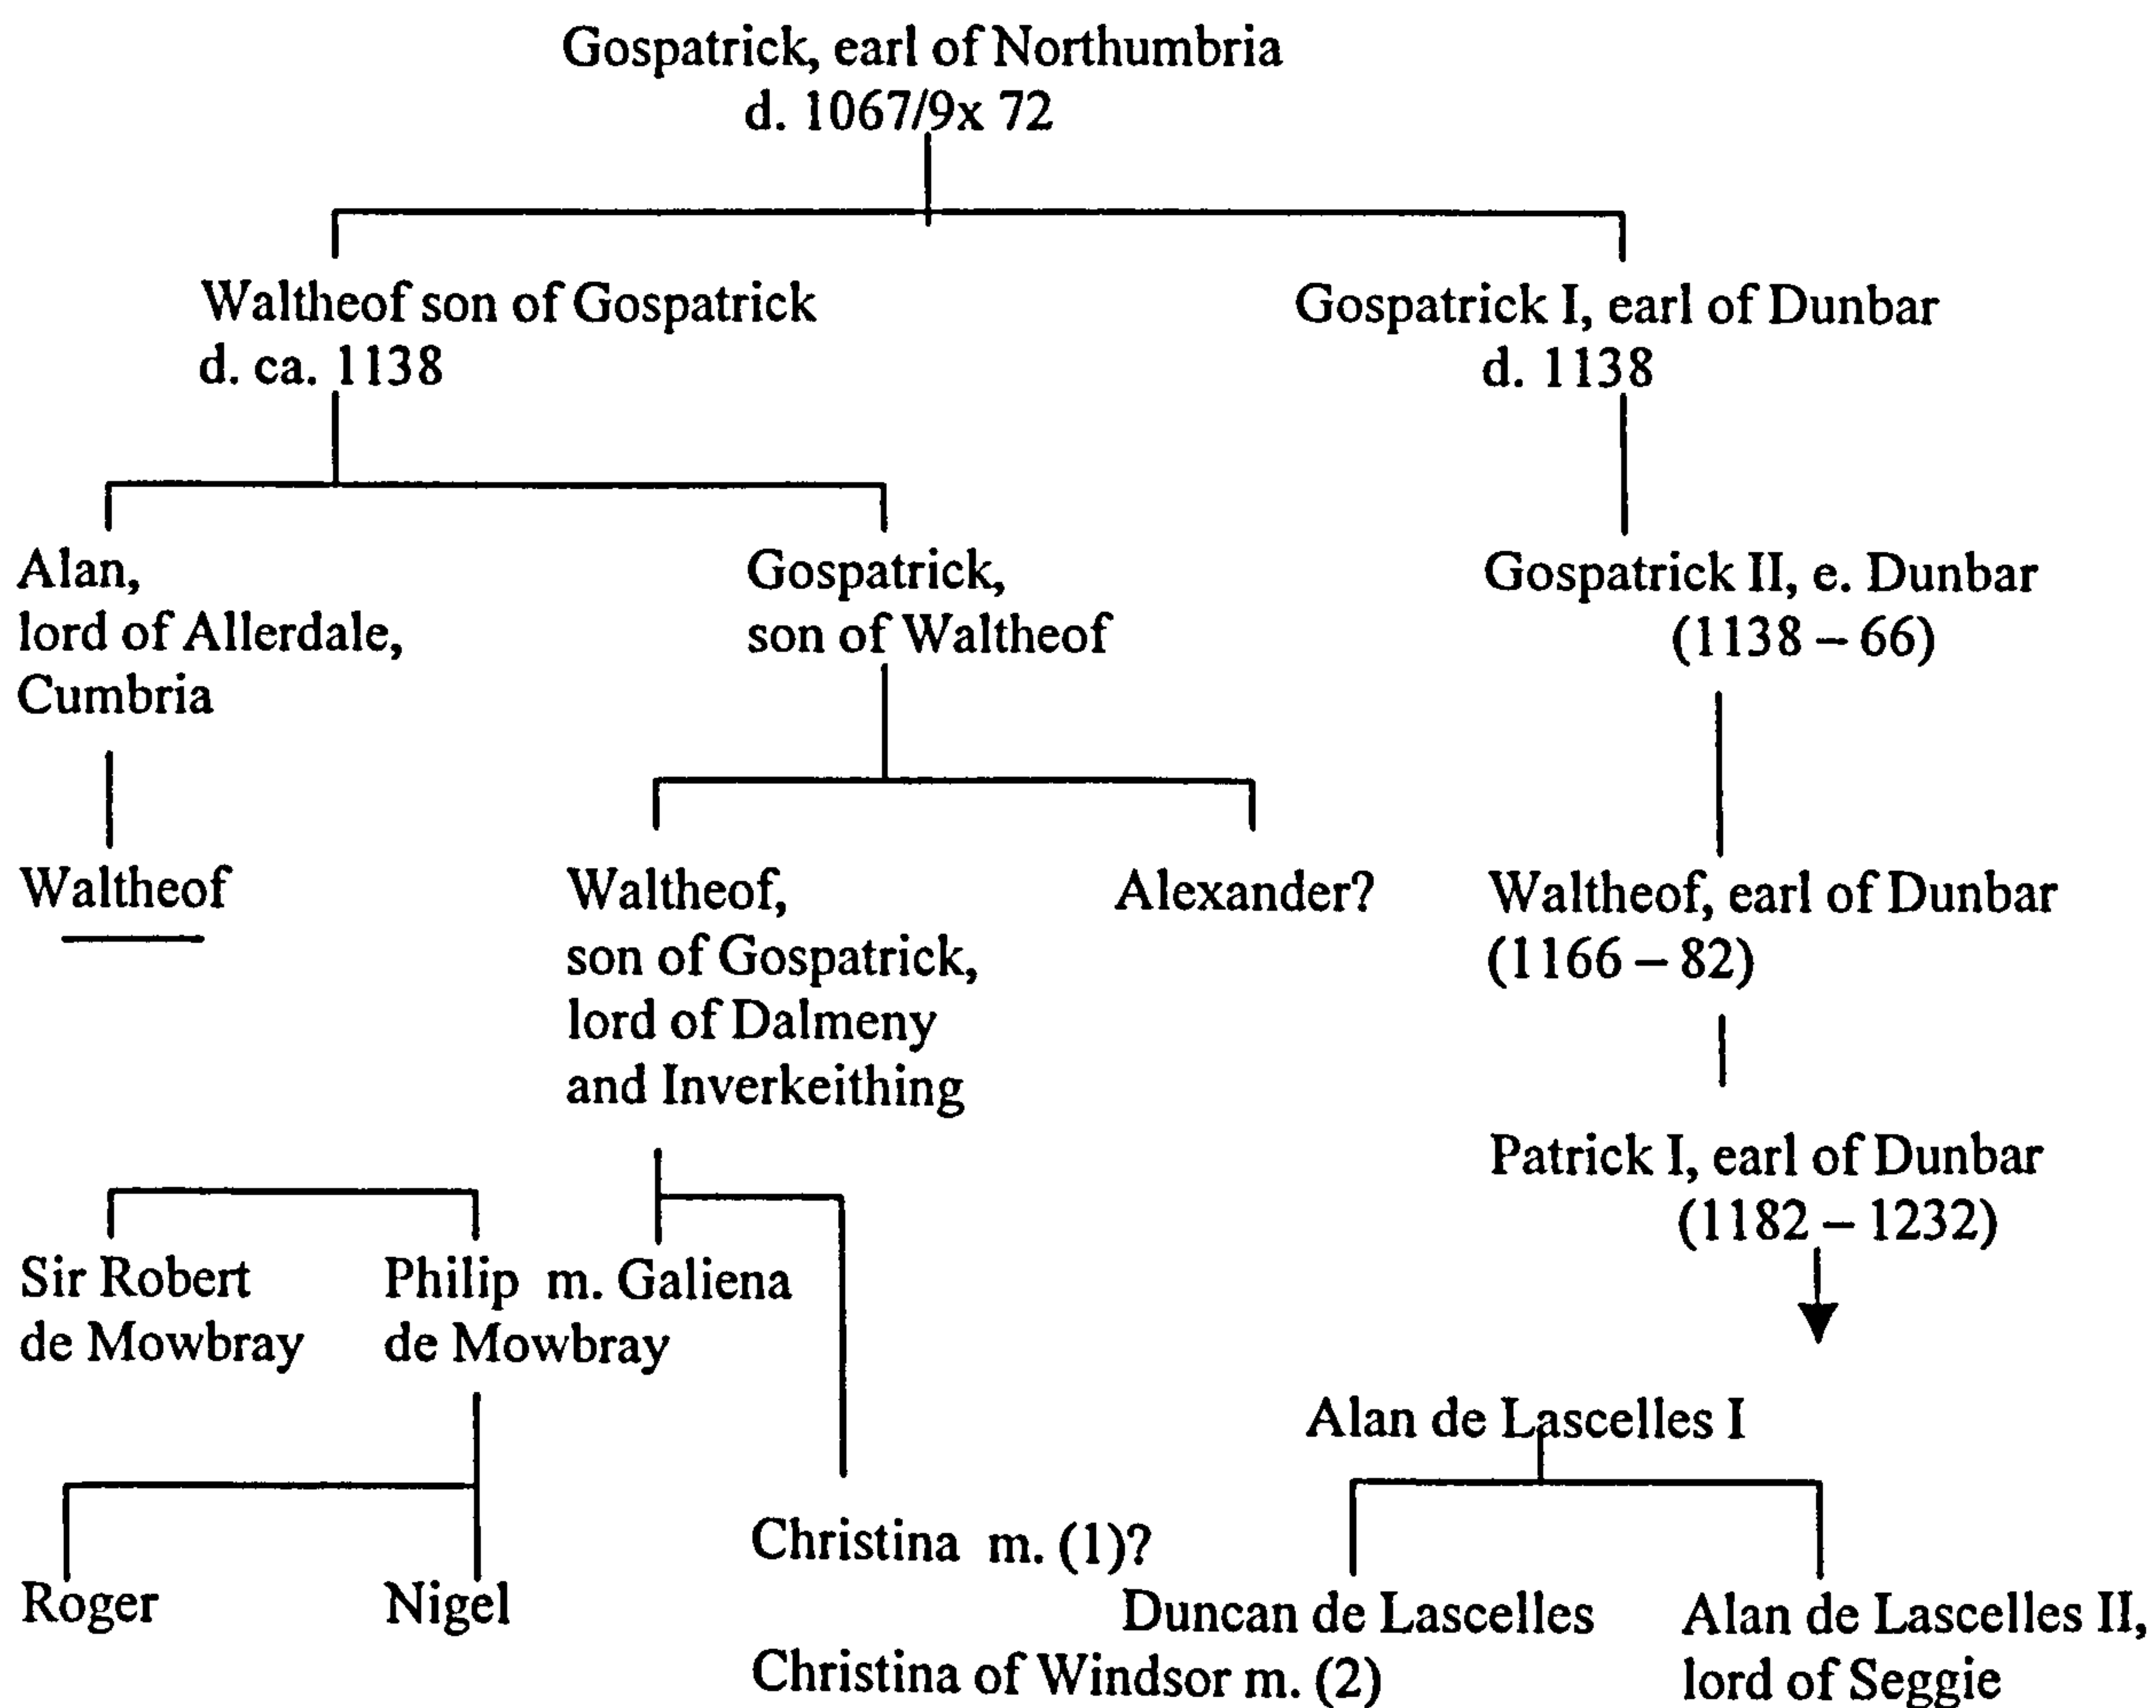 Gospatrick, earl of Northumbria
d. 1067/9x 72
Waltheof son of Gospatrick
d. ca. 1138
Gospatrick I, earl of Dunbar
d. 1138
Alan,
lord of Allerdale,
Cumbria
Gospatrick,
son of Waltheof
Gospatrick II, e. Dunbar
(1138 – 66)
Waltheof
Waltheof,
son of Gospatrick,
lord of Dalmeny
and Inverkeithing
Alexander?
Waltheof, earl of Dunbar
(1166 – 82)
Patrick I, earl of Dunbar
(1182 – 1232)
Sir Robert
de Mowbray
Philip m. Galiena
de Mowbray
Alan de Lascelles I
Roger
Nigel
Christina m. (1)?
Duncan de Lascelles
Christina of Windsor m. (2)
Alan de Lascelles II,
lord of Seggie